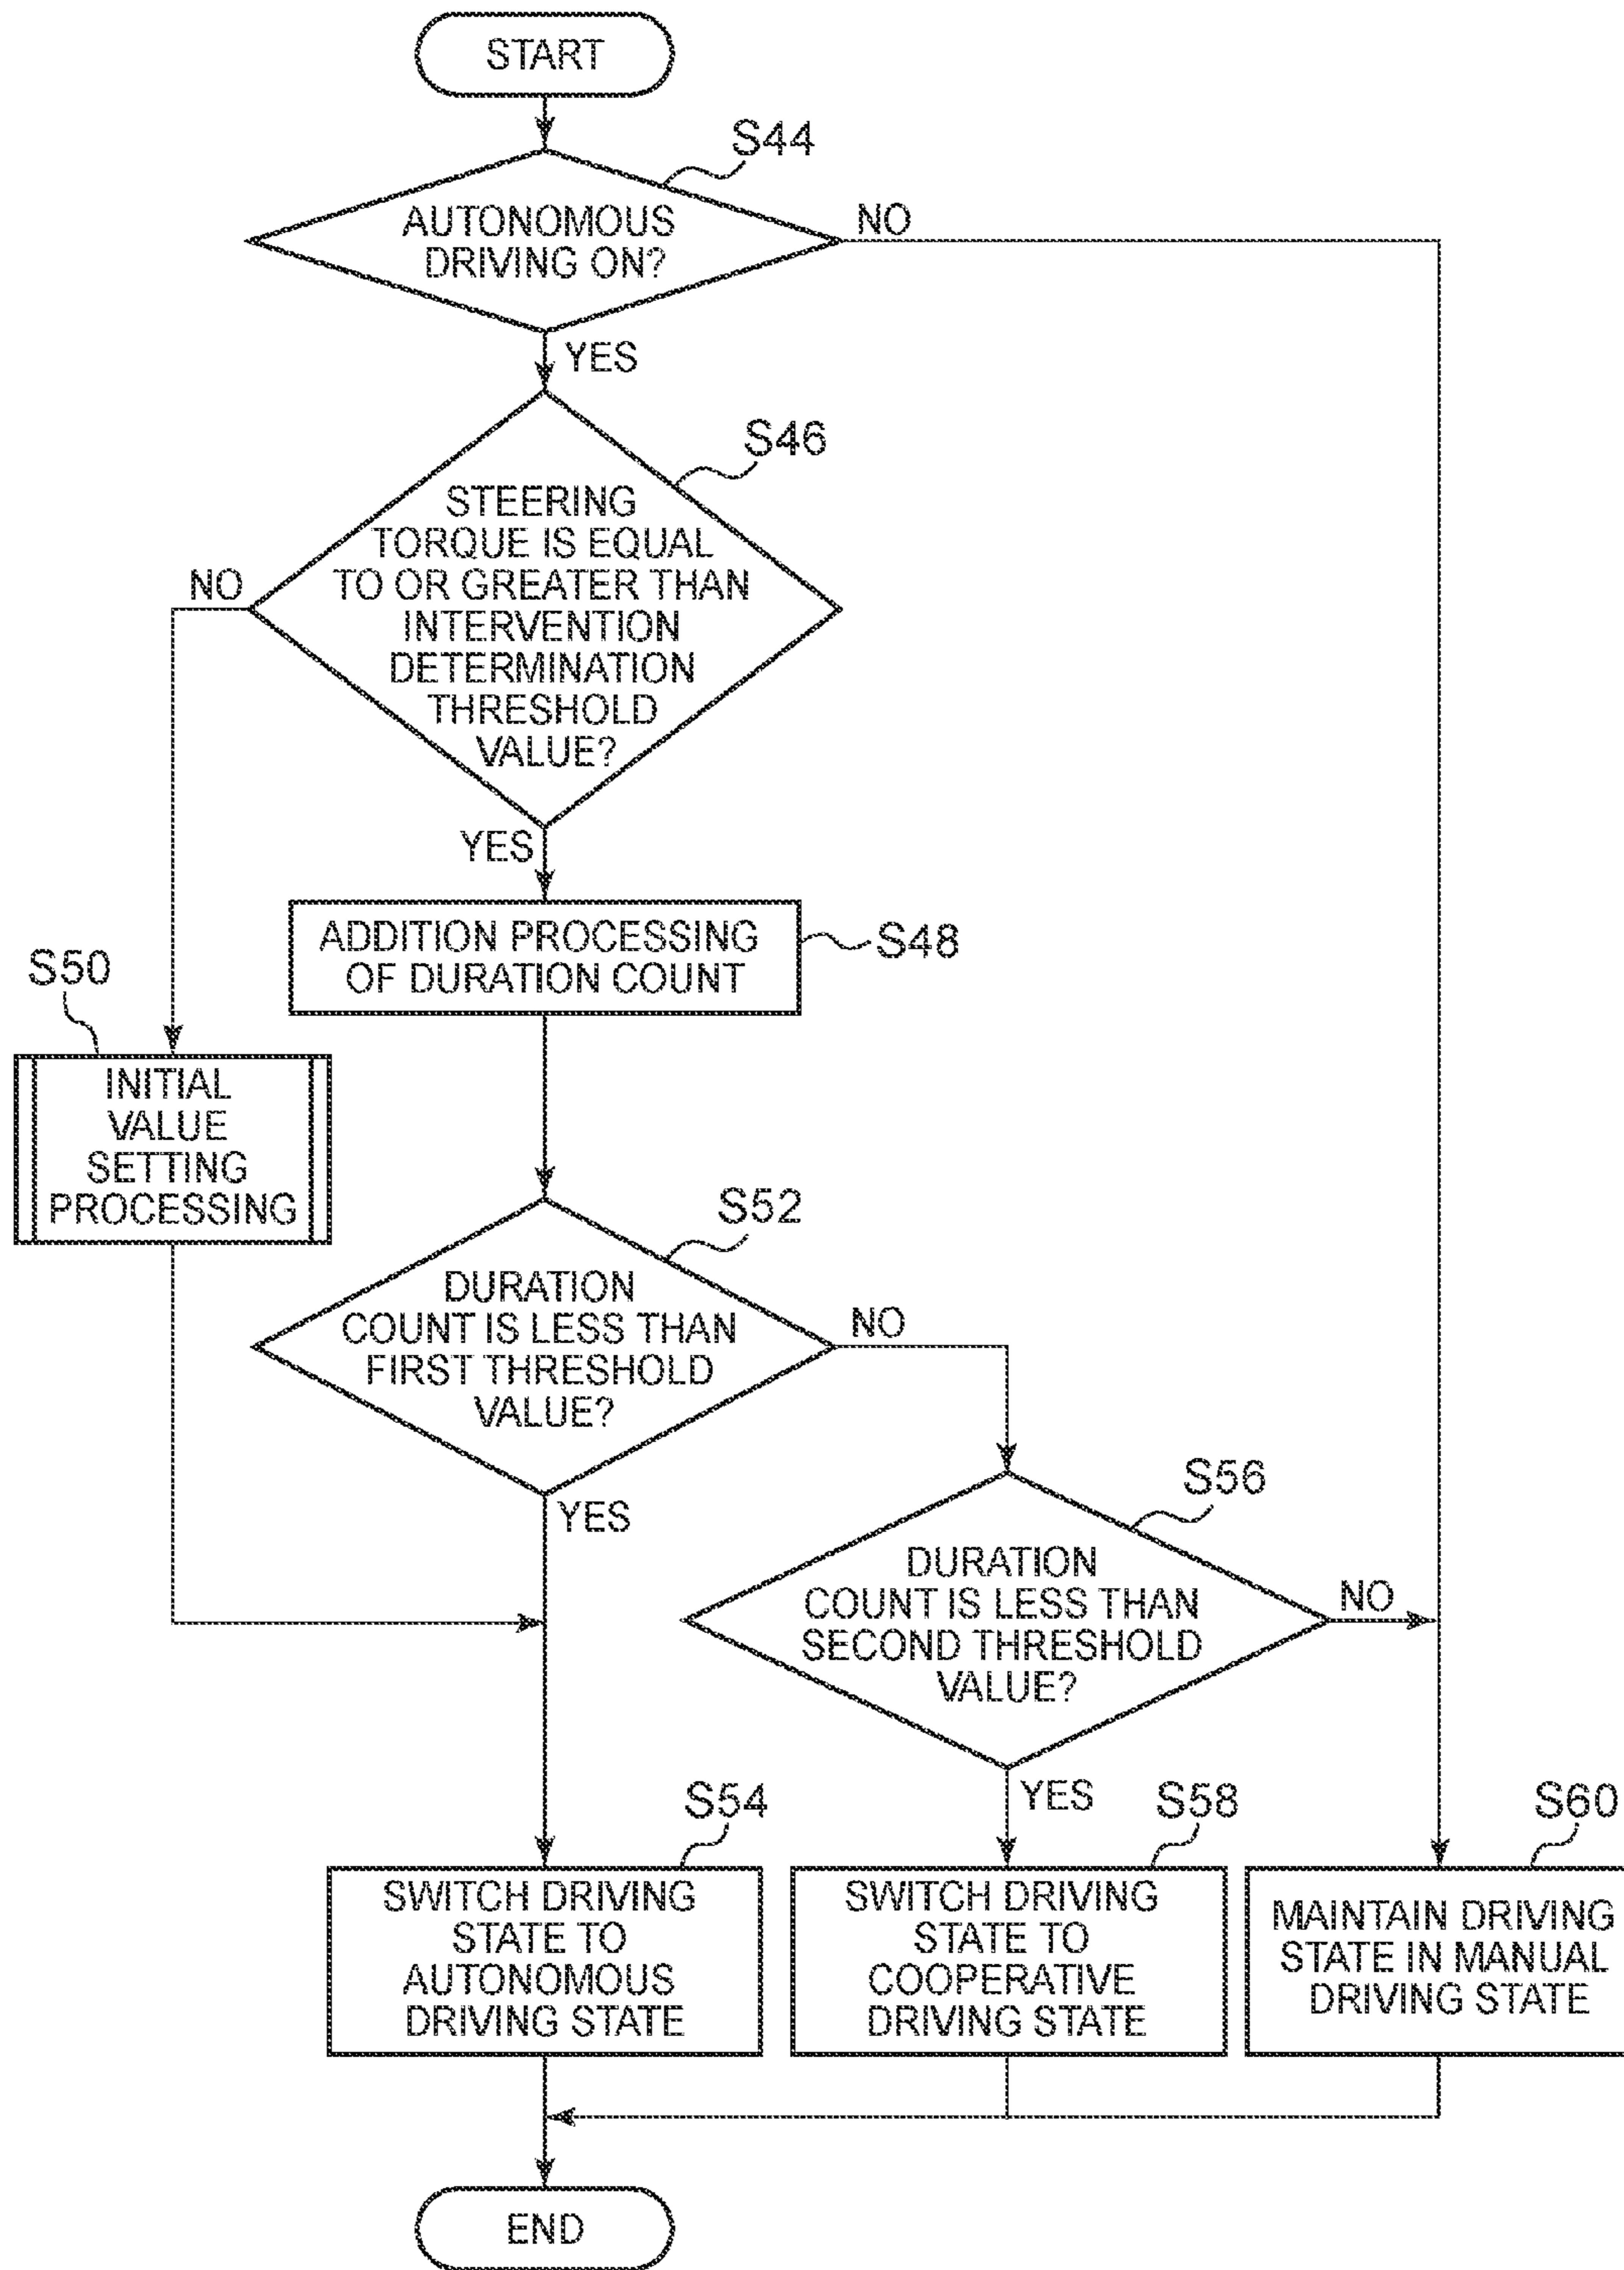 START
S44
AUTONOMOUS
DRIVING ON?
NO
YES
S46
STEERING
TORQUE IS EQUAL
TO OR GREATER THAN
INTERVENTION
DETERMINATION
THRESHOLD
VALUE?
NO
YES
ADDITION PROCESSING
OF DURATION COUNT
S48
S50
INITIAL
VALUE
SETTING
PROCESSING
S52
DURATION
COUNT IS LESS THAN
FIRST THRESHOLD
VALUE?
NO
YES
S56
DURATION
COUNT IS LESS THAN
SECOND THRESHOLD
VALUE?
NO
YES
S54
SWITCH DRIVING
STATE TO
AUTONOMOUS
DRIVING STATE
S58
SWITCH DRIVING
STATE TO
COOPERATIVE
DRIVING STATE
S60
MAINTAIN DRIVING
STATE IN MANUAL
DRIVING STATE
END